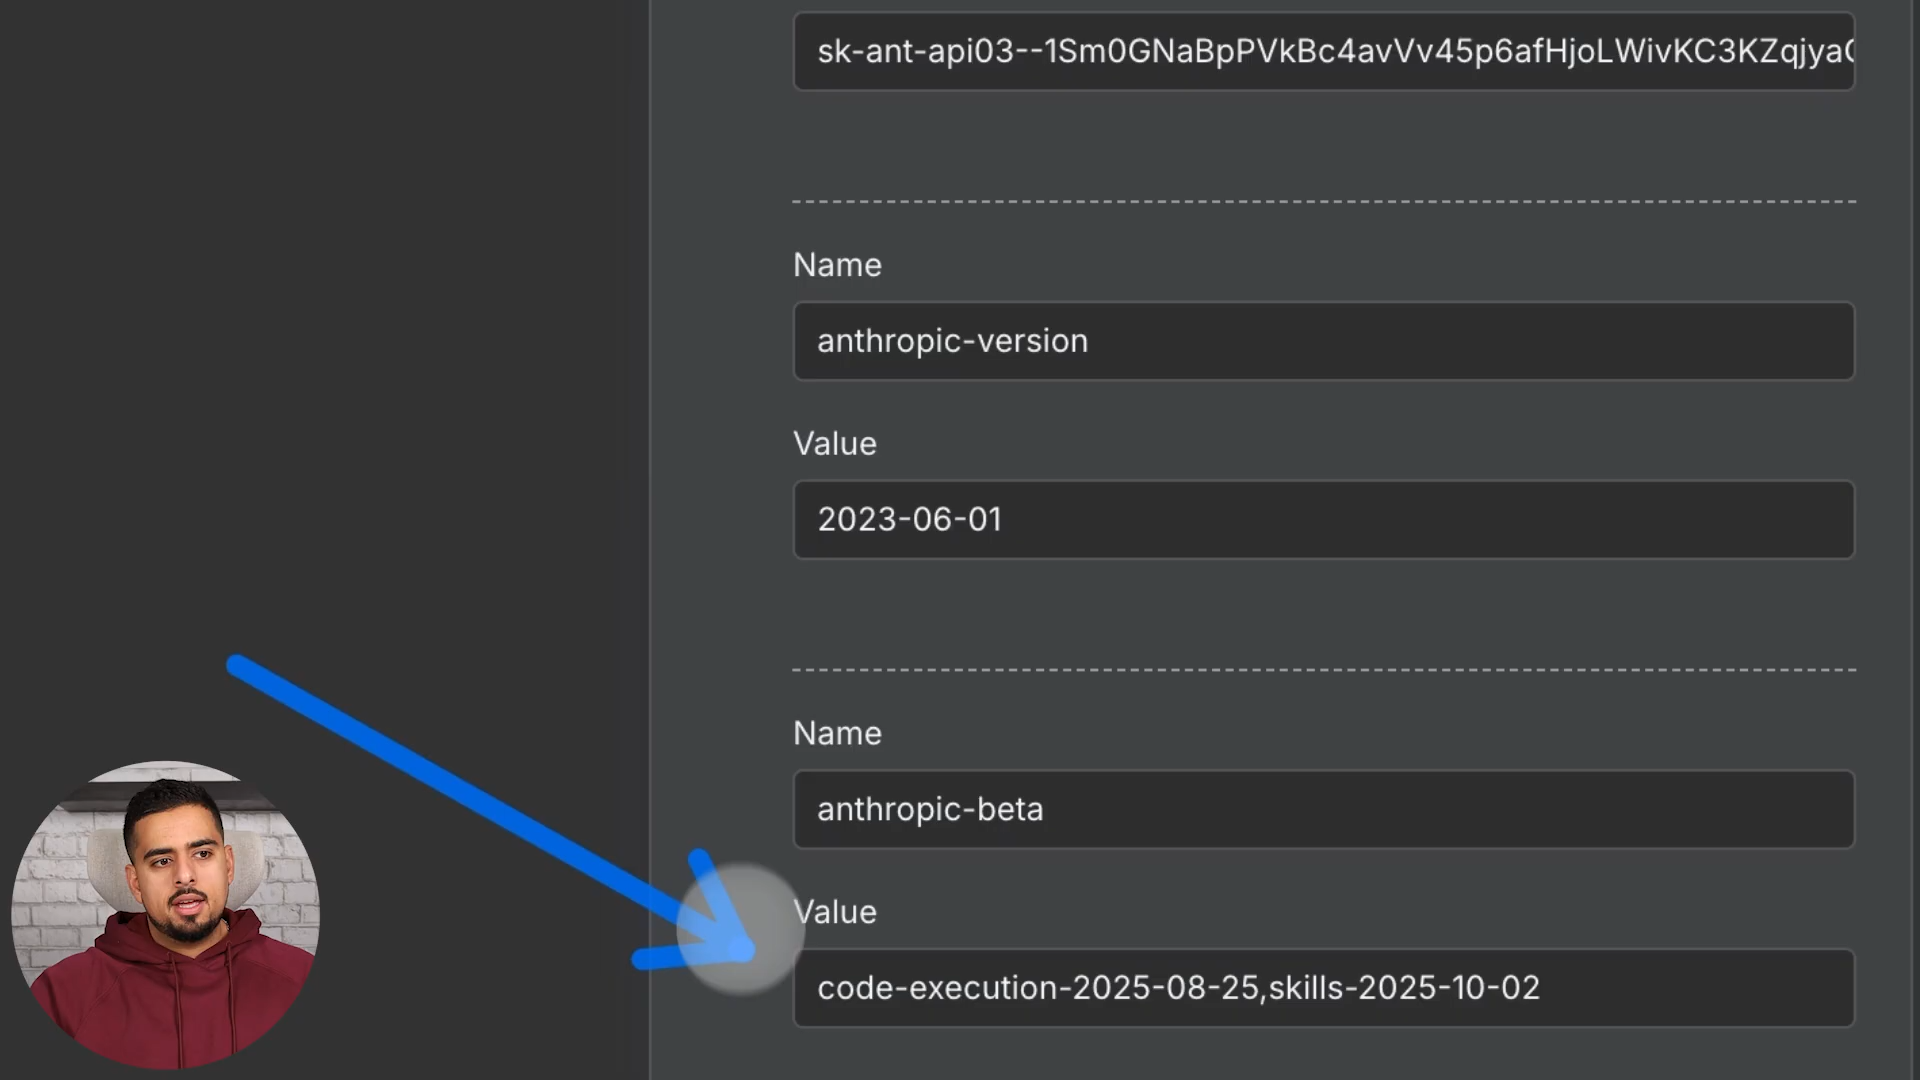 sk-ant-api03--1Sm0GNaBpPVkBc4avVv45p6afHjoLWivKC3KZqjya
Name
anthropic-version
Value
2023-06-01
Name
anthropic-beta
Value
code-execution-2025-08-25,skills-2025-10-02